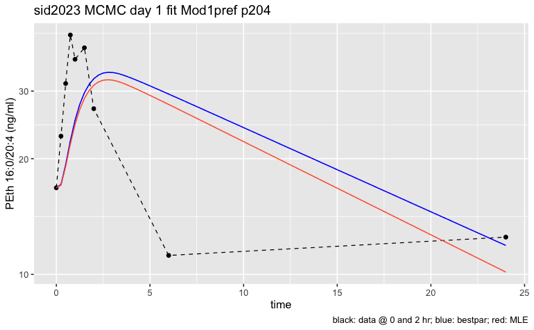 sid2023 MCMC day 1 fit Mod1pref p204
PEth 16:0/20:4 (ng/ml)
30
20
10
0
5
10
15
20
25
time
black: data @ 0 and 2 hr; blue: bestpar; red: MLE